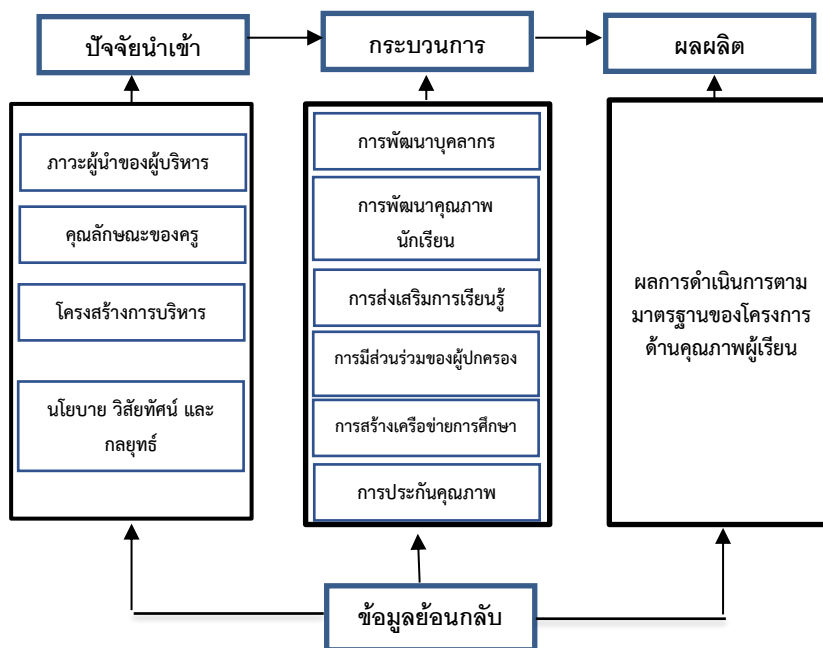 ปัจจัยนำเข้า
กระบวนการ
ผลผลิต
ภาวะผู้นำของผู้บริหาร
คุณลักษณะของครู
โครงสร้างการบริหาร
นโยบาย วิสัยทัศน์ และ
กลยุทธ์
การพัฒนาบุคลากร
การพัฒนาคุณภาพ
นักเรียน
การส่งเสริมการเรียนรู้
การมีส่วนร่วมของผู้ปกครอง
การสร้างเครือข่ายการศึกษา
การประกันคุณภาพ
ผลการดำเนินการตาม
มาตรฐานของโครงการ
ด้านคุณภาพผู้เรียน
ข้อมูลย้อนกลับ